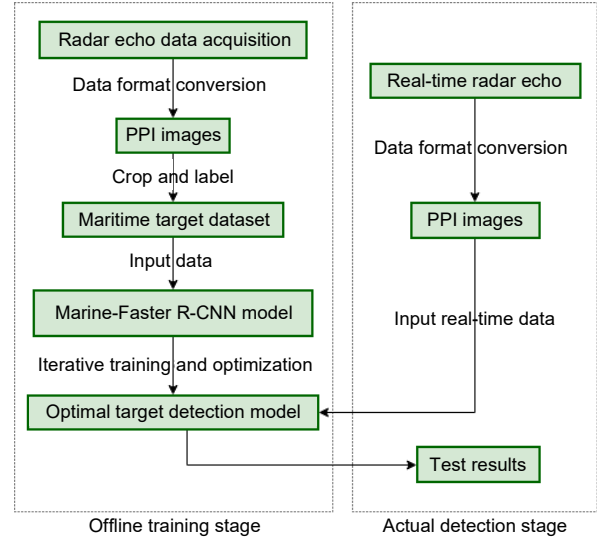 Radar echo data acquisition
Data format conversion
PPI images
Crop and label
Maritime target dataset
Input data
Marine-Faster R-CNN model
Iterative training and optimization
Optimal target detection model
Offline training stage
Real-time radar echo
Data format conversion
PPI images
Input real-time data
Test results
Actual detection stage